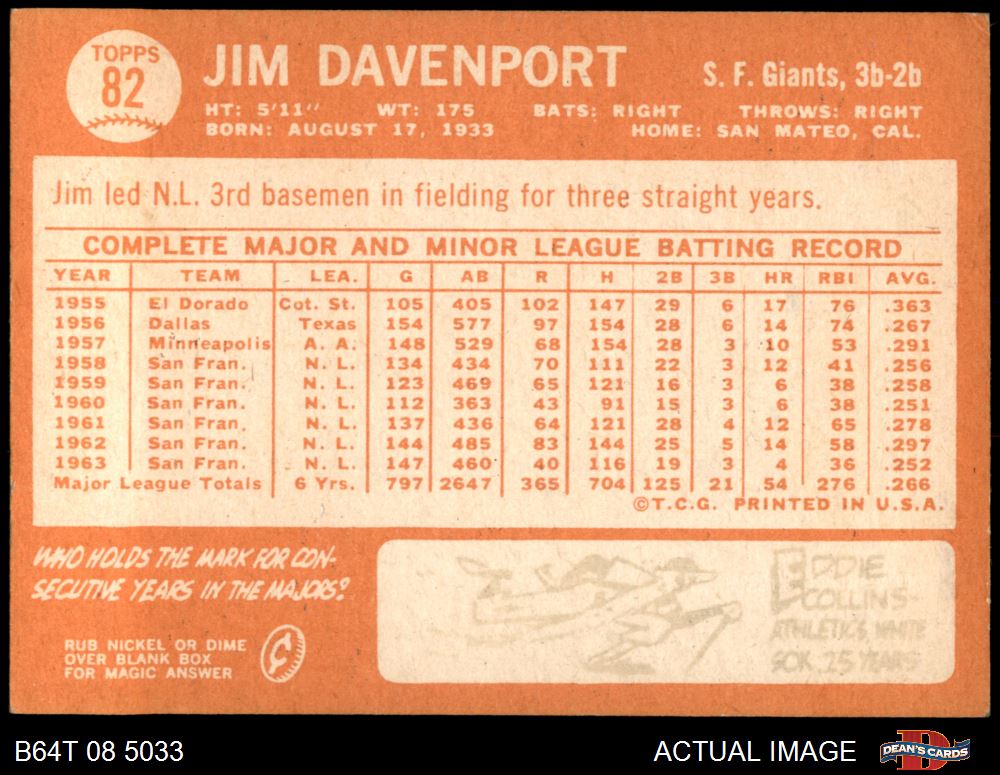 TOPPS
82
JIM DAVENPORT
S. F. Giants, 3b-2b
HT: 5'11" WT: 175 BATS: RIGHT THROWS: RIGHT
BORN: AUGUST 17, 1933 HOME: SAN MATEO, CAL.
Jim led N.L. 3rd basemen in fielding for three straight years.
COMPLETE MAJOR AND MINOR LEAGUE BATTING RECORD
YEAR TEAM LEA. G AB R H 2B 3B HR RBI AVG.
1955 El Dorado Cot. St. 105 405 102 147 29 6 17 76 .363
1956 Dallas Texas 154 577 97 154 28 6 14 74 .267
1957 Minneapolis A. A. 148 529 68 154 28 3 10 53 .291
1958 San Fran. N. L. 134 434 70 111 22 3 12 41 .256
1959 San Fran. N. L. 123 469 65 121 16 3 6 38 .258
1960 San Fran. N. L. 112 363 43 91 15 3 6 38 .251
1961 San Fran. N. L. 137 436 64 121 28 4 12 65 .278
1962 San Fran. N. L. 144 485 83 144 25 5 14 58 .297
1963 San Fran. N. L. 147 460 40 116 19 3 4 36 .252
Major League Totals 6 Yrs. 797 2647 365 704 125 21 54 276 .266
©T.C.G. PRINTED IN U.S.A.
WHO HOLDS THE MARK FOR CON-
SECUTIVE YEARS IN THE MAJORS?
RUB NICKEL OR DIME
OVER BLANK BOX
FOR MAGIC ANSWER
EDDIE
COLLINS-
ATHLETICS, WHITE
SOX. 25 YEARS
B64T 08 5033
ACTUAL IMAGE
DEAN'S CARDS